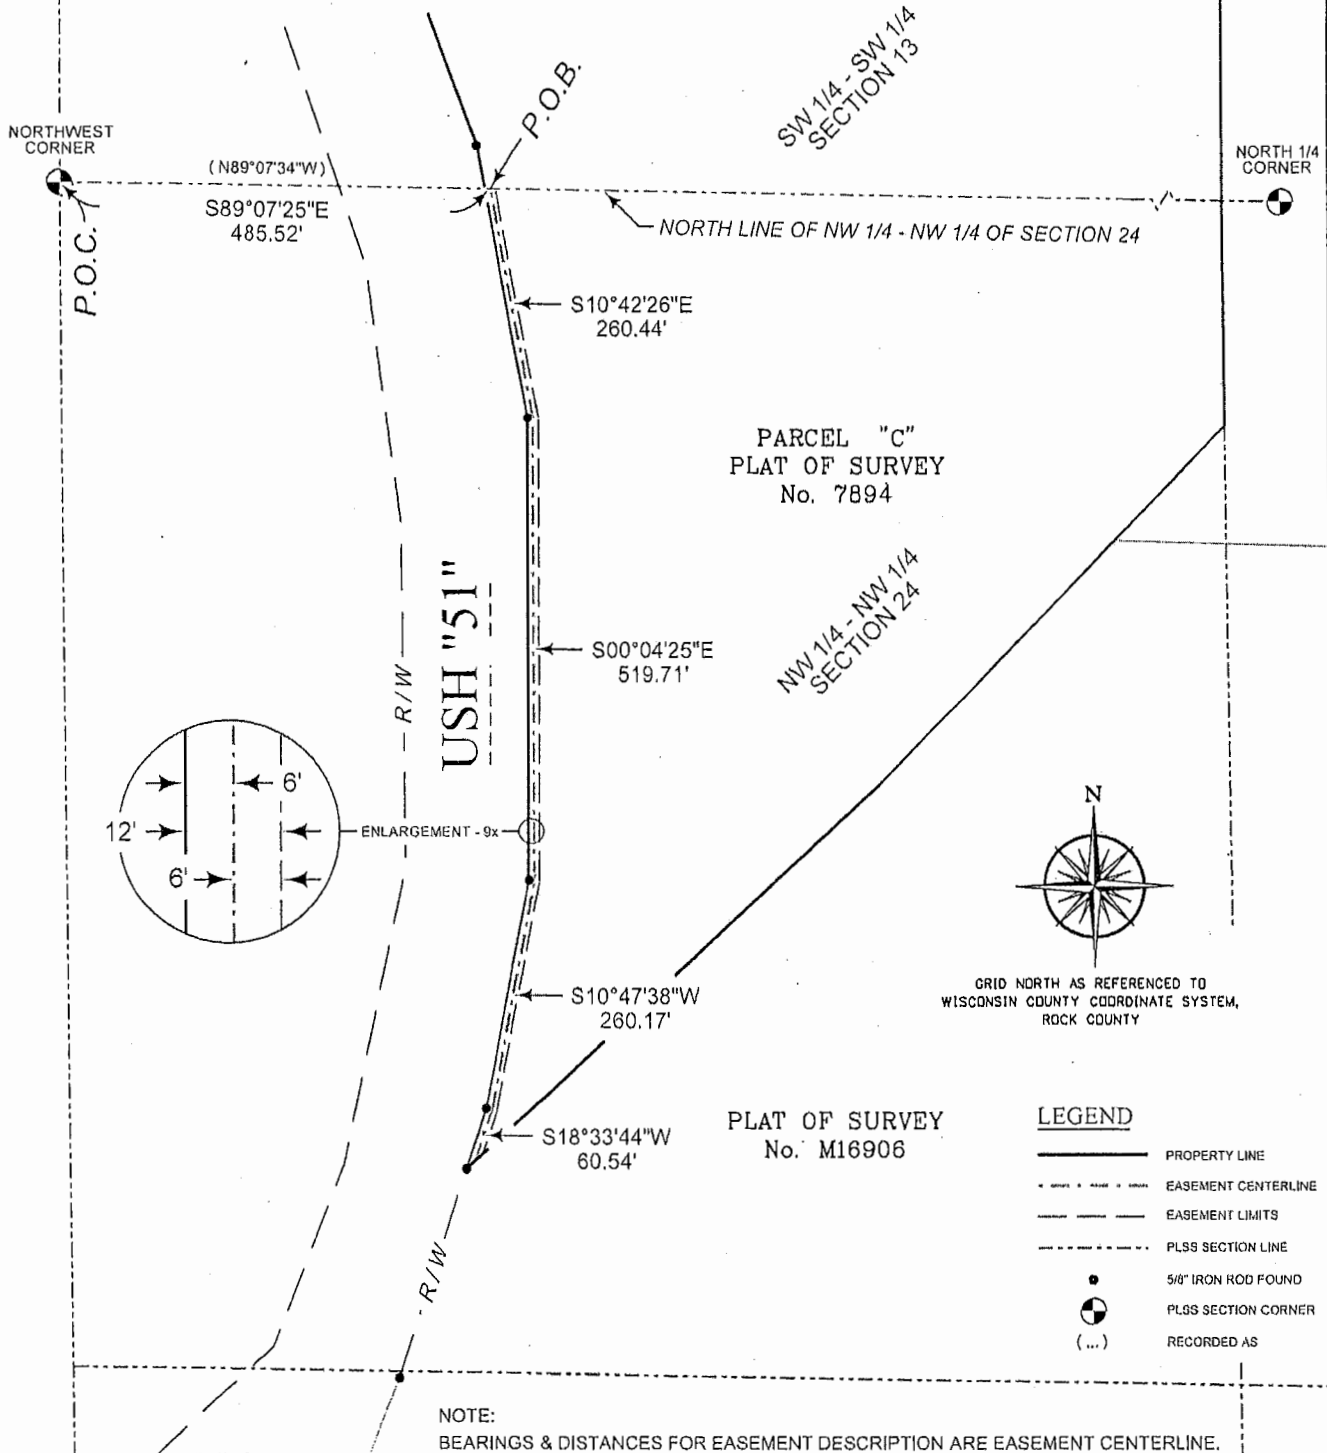 NORTHWEST
CORNER
P.O.C.
(N89°07'34"W)
S89°07'25"E
485.52'
P.O.B.
SW 1/4 - SW 1/4
SECTION 13
NORTH 1/4
CORNER
NORTH LINE OF NW 1/4 - NW 1/4 OF SECTION 24
S10°42'26"E
260.44'
PARCEL "C"
PLAT OF SURVEY
No. 7894
NW 1/4 - NW 1/4
SECTION 24
USH "51"
R/W
S00°04'25"E
519.71'
6'
12'
6'
ENLARGEMENT - 9x
N
GRID NORTH AS REFERENCED TO
WISCONSIN COUNTY COORDINATE SYSTEM,
ROCK COUNTY
S10°47'38"W
260.17'
S18°33'44"W
60.54'
PLAT OF SURVEY
No. M16906
R/W
LEGEND
PROPERTY LINE
EASEMENT CENTERLINE
EASEMENT LIMITS
PLSS SECTION LINE
5/8" IRON ROD FOUND
PLSS SECTION CORNER
(...) RECORDED AS
NOTE:
BEARINGS & DISTANCES FOR EASEMENT DESCRIPTION ARE EASEMENT CENTERLINE.